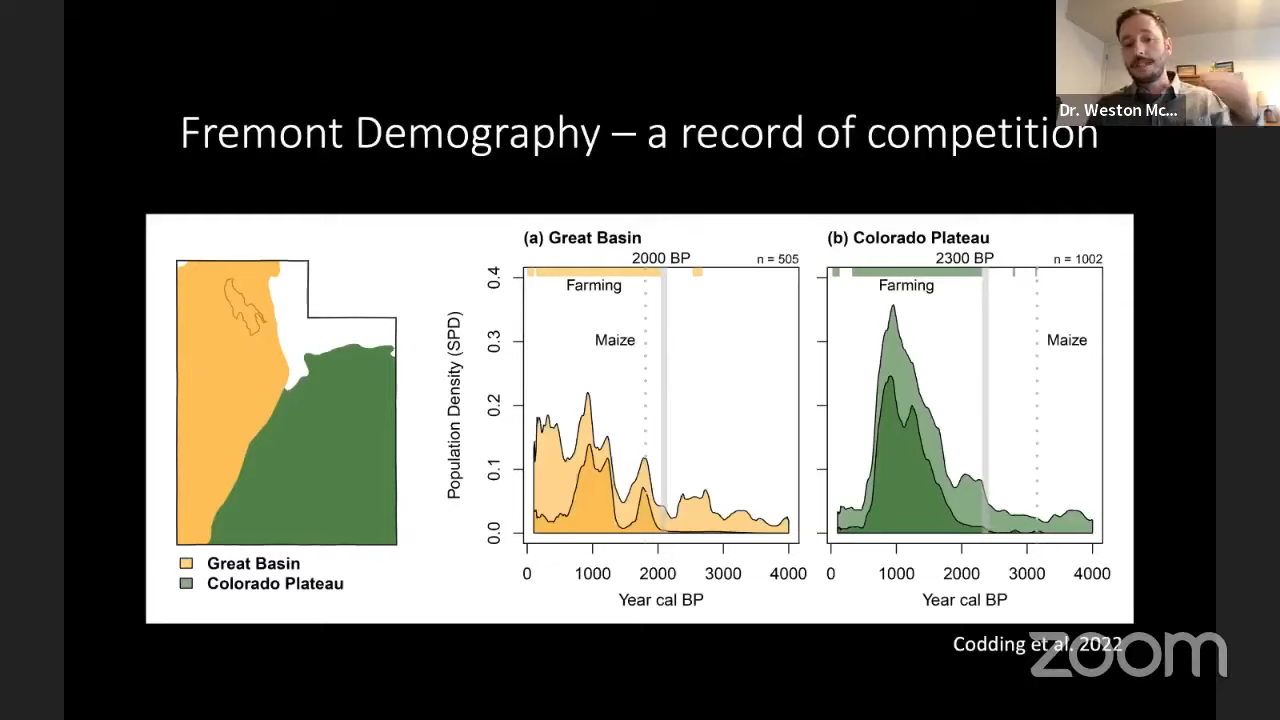 Dr. Weston Mc...
Fremont Demography – a record of competition
(a) Great Basin
2000 BP
n = 505
Farming
Maize
Population Density (SPD)
0.4
0.3
0.2
0.1
0.0
0 1000 2000 3000 4000
Year cal BP
(b) Colorado Plateau
2300 BP
n = 1002
Farming
Maize
0 1000 2000 3000 4000
Year cal BP
Great Basin
Colorado Plateau
Codding et al. 2022
zoom